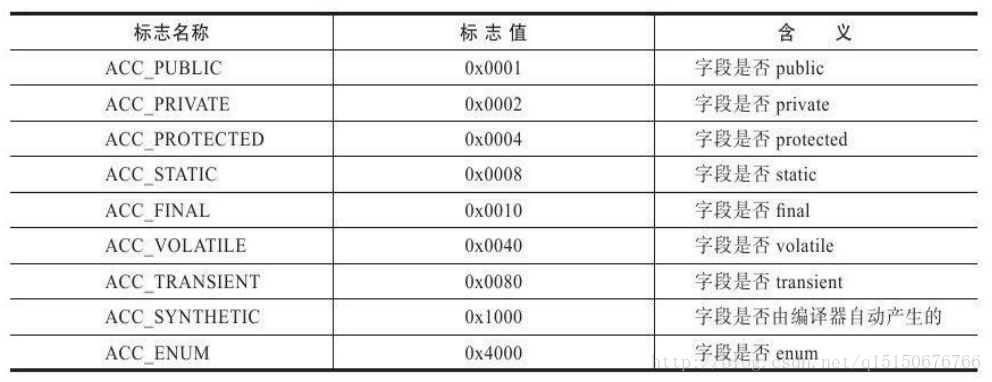 标志名称 标 志 值 含 义
ACC_PUBLIC 0x0001 字段是否 public
ACC_PRIVATE 0x0002 字段是否 private
ACC_PROTECTED 0x0004 字段是否 protected
ACC_STATIC 0x0008 字段是否 static
ACC_FINAL 0x0010 字段是否 final
ACC_VOLATILE 0x0040 字段是否 volatile
ACC_TRANSIENT 0x0080 字段是否 transient
ACC_SYNTHETIC 0x1000 字段是否由编译器自动产生的
ACC_ENUM 0x4000 字段是否 enum
http://blog.csdn.net/q15150676766